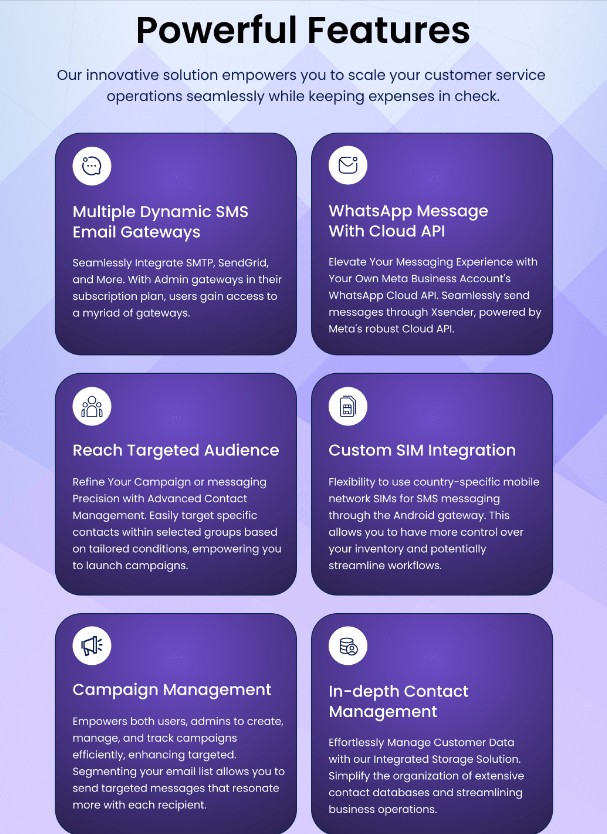 Powerful Features
Our innovative solution empowers you to scale your customer service
operations seamlessly while keeping expenses in check.
Multiple Dynamic SMS
Email Gateways
Seamlessly Integrate SMTP, SendGrid,
and More. With Admin gateways in their
subscription plan, users gain access to
a myriad of gateways.
WhatsApp Message
With Cloud API
Elevate Your Messaging Experience with
Your Own Meta Business Account's
WhatsApp Cloud API. Seamlessly send
messages through Xsender, powered by
Meta's robust Cloud API.
Reach Targeted Audience
Refine Your Campaign or messaging
Precision with Advanced Contact
Management. Easily target specific
contacts within selected groups based
on tailored conditions, empowering you
to launch campaigns.
Custom SIM Integration
Flexibility to use country-specific mobile
network SIMs for SMS messaging
through the Android gateway. This
allows you to have more control over
your inventory and potentially
streamline workflows.
Campaign Management
Empowers both users, admins to create,
manage, and track campaigns
efficiently, enhancing targeted.
Segmenting your email list allows you to
send targeted messages that resonate
more with each recipient.
In-depth Contact
Management
Effortlessly Manage Customer Data
with our Integrated Storage Solution.
Simplify the organization of extensive
contact databases and streamlining
business operations.